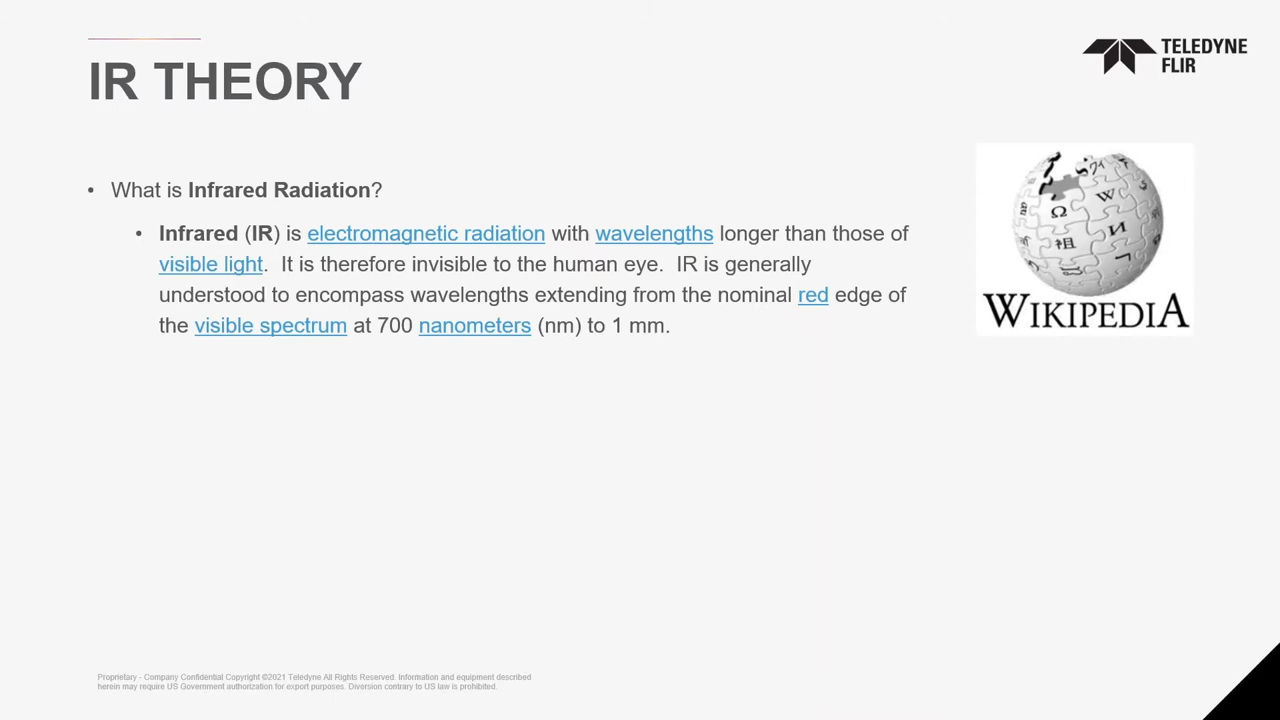 TELEDYNE
FLIR
IR THEORY
• What is Infrared Radiation?
• Infrared (IR) is electromagnetic radiation with wavelengths longer than those of
visible light.  It is therefore invisible to the human eye.  IR is generally
understood to encompass wavelengths extending from the nominal red edge of
the visible spectrum at 700 nanometers (nm) to 1 mm.
Ω
W
И
祖
WIKIPEDIA
Proprietary - Company Confidential Copyright ©2021 Teledyne All Rights Reserved. Information and equipment described
herein may require US Government authorization for export purposes. Diversion contrary to US law is prohibited.